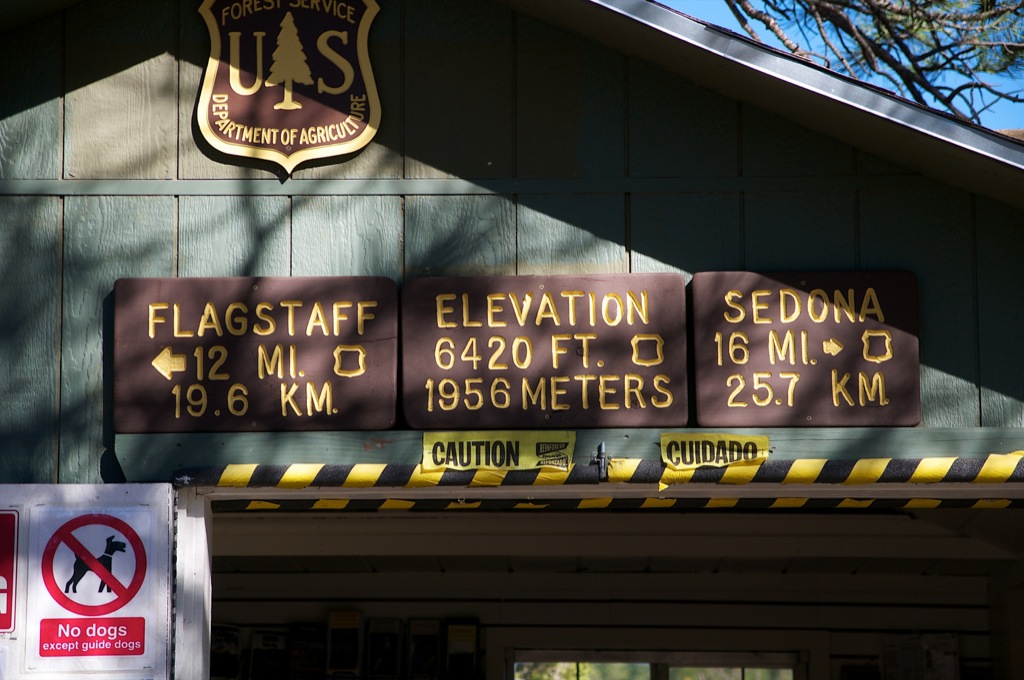 FOREST SERVICE
US
DEPARTMENT OF AGRICULTURE
FLAGSTAFF
12 MI.
19.6 KM.
ELEVATION
6420 FT.
1956 METERS
SEDONA
16 MI.
25.7 KM.
CAUTION
CUIDADO
No dogs
except guide dogs